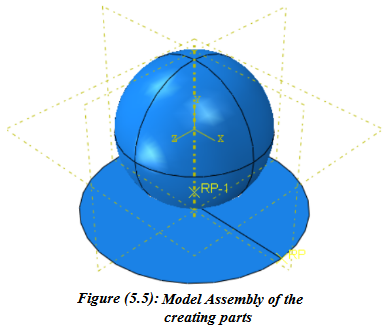 Y
Z
X
RP-1
RP
Figure (5.5): Model Assembly of the
creating parts